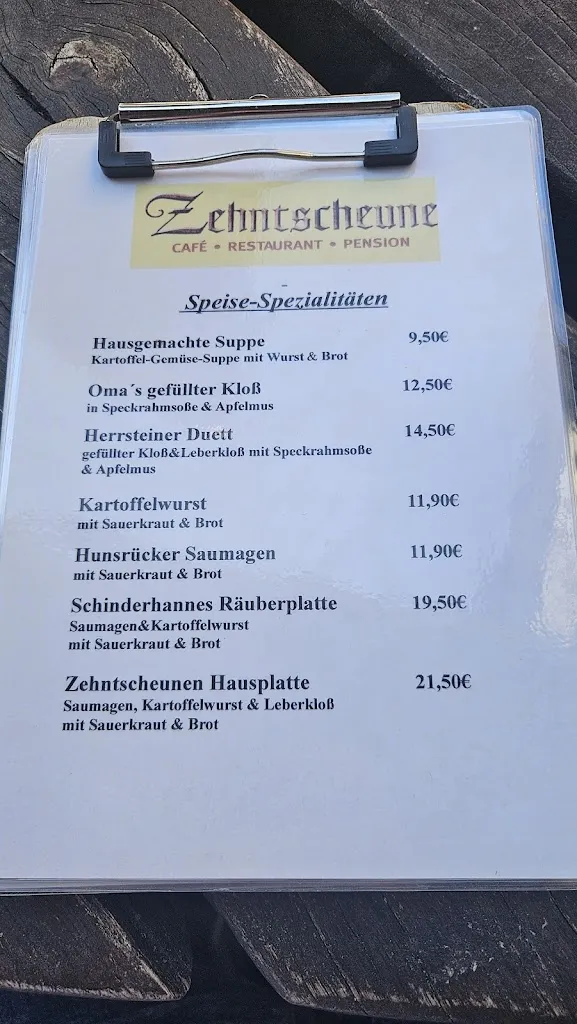 Zehntscheune
CAFÉ • RESTAURANT • PENSION
Speise-Spezialitäten
Hausgemachte Suppe 9,50€
Kartoffel-Gemüse-Suppe mit Wurst & Brot
Oma´s gefüllter Kloß 12,50€
in Speckrahmsoße & Apfelmus
Herrsteiner Duett 14,50€
gefüllter Kloß&Leberkloß mit Speckrahmsoße
& Apfelmus
Kartoffelwurst 11,90€
mit Sauerkraut & Brot
Hunsrücker Saumagen 11,90€
mit Sauerkraut & Brot
Schinderhannes Räuberplatte 19,50€
Saumagen&Kartoffelwurst
mit Sauerkraut & Brot
Zehntscheunen Hausplatte 21,50€
Saumagen, Kartoffelwurst & Leberkloß
mit Sauerkraut & Brot